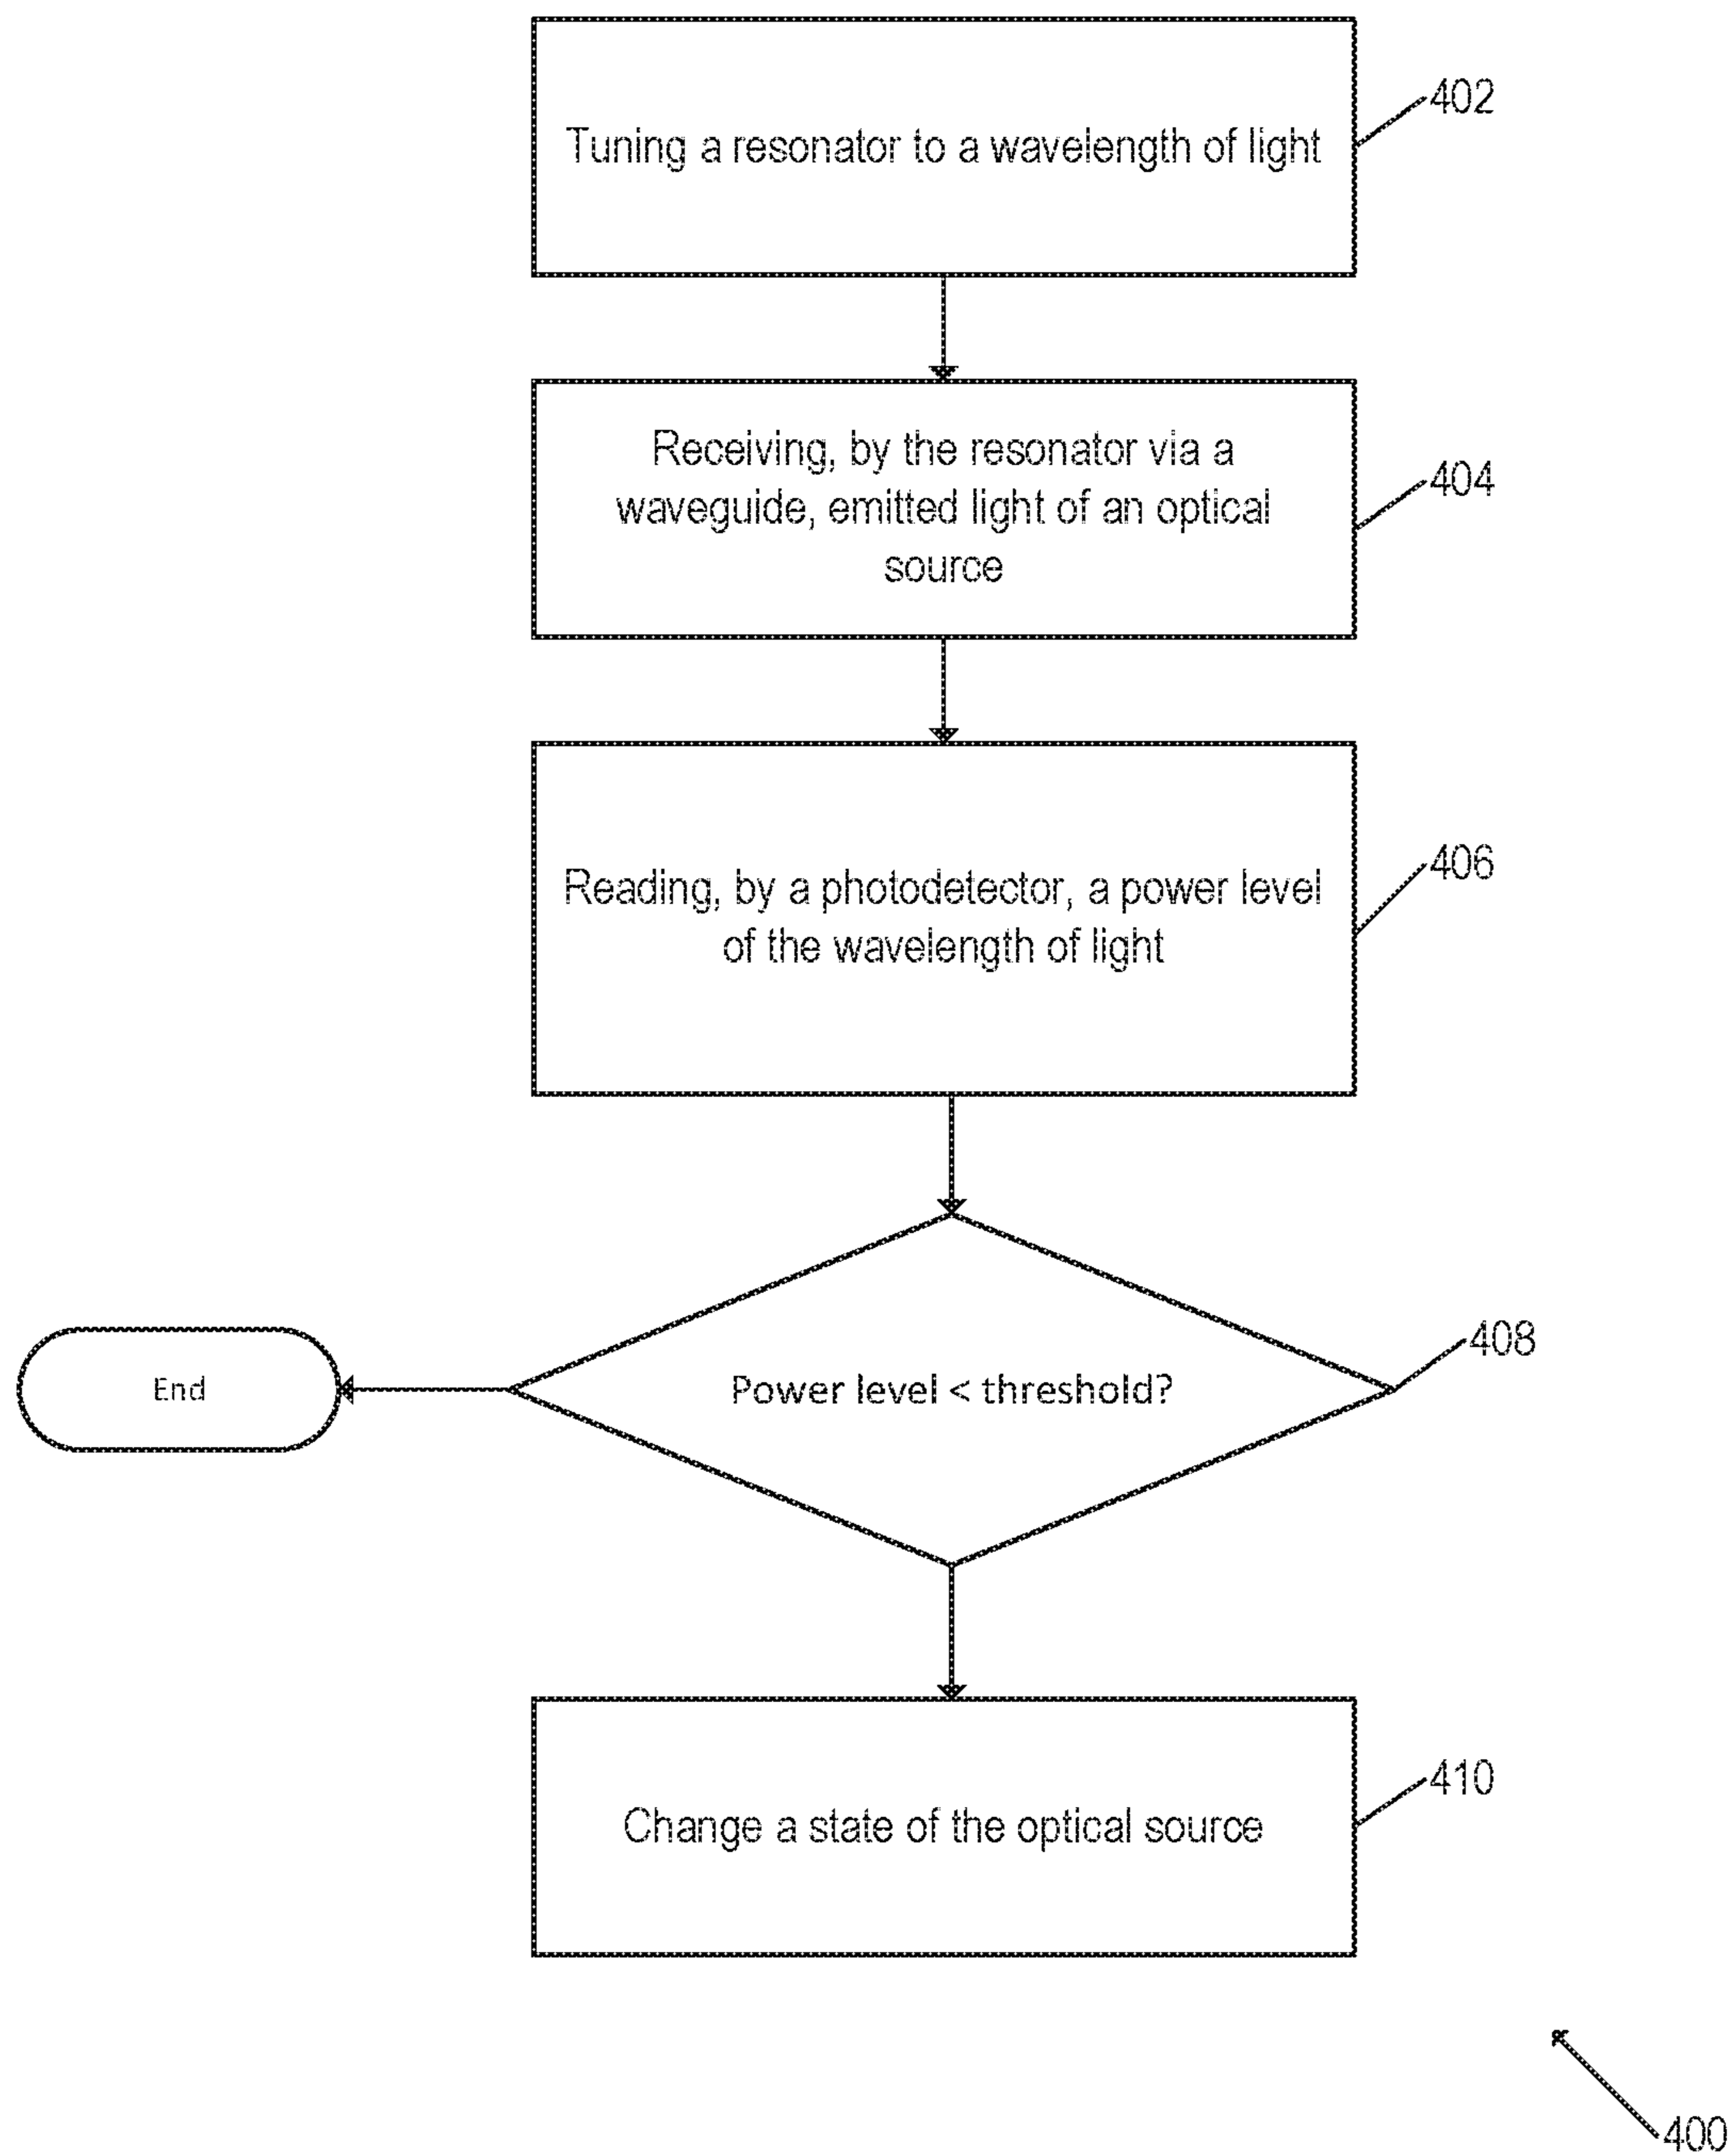 Tuning a resonator to a wavelength of light
402
Receiving, by the resonator via a
waveguide, emitted light of an optical
source
404
Reading, by a photodetector, a power level
of the wavelength of light
406
Power level < threshold?
408
End
Change a state of the optical source
410
400